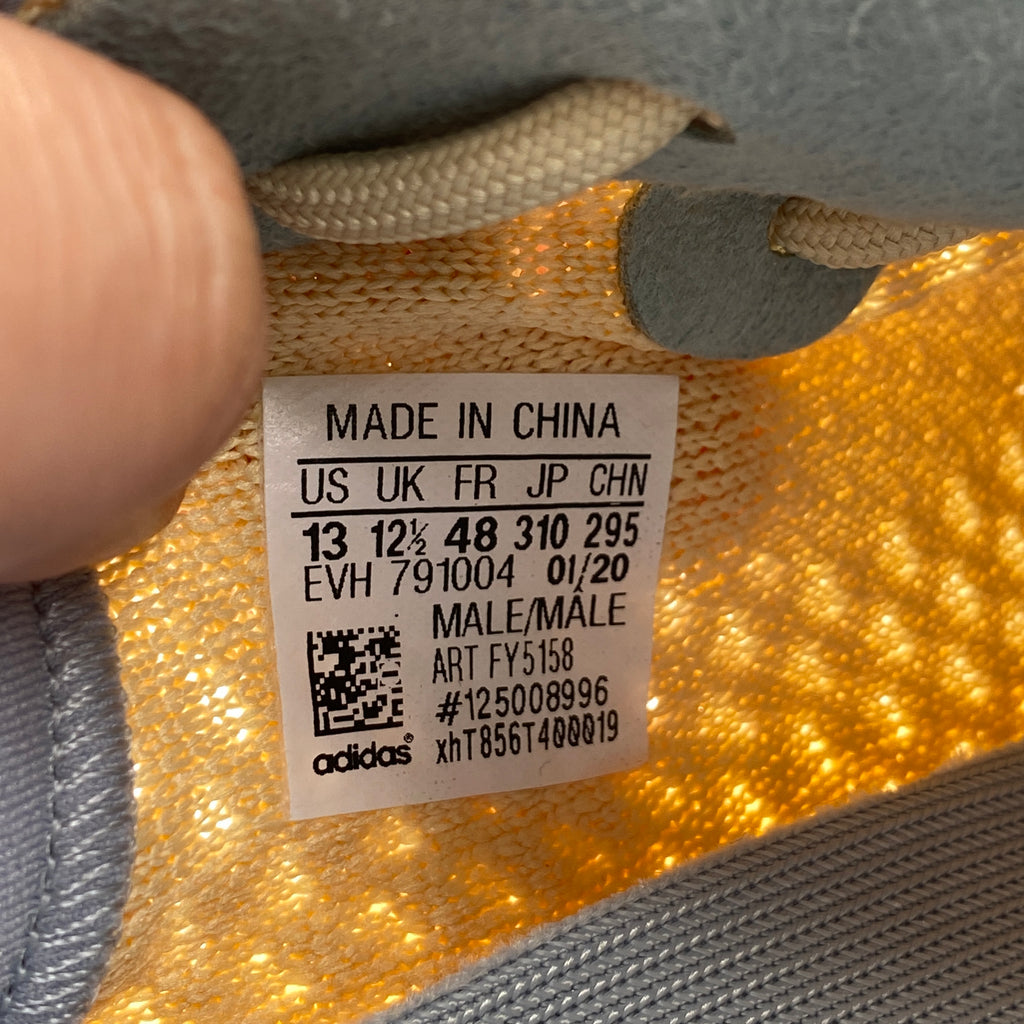 MADE IN CHINA
US UK FR JP CHN
13 12½ 48 310 295
EVH 791004 01/20
MALE/MÂLE
ART FY5158
#125008996
xhT856T400019
adidas®